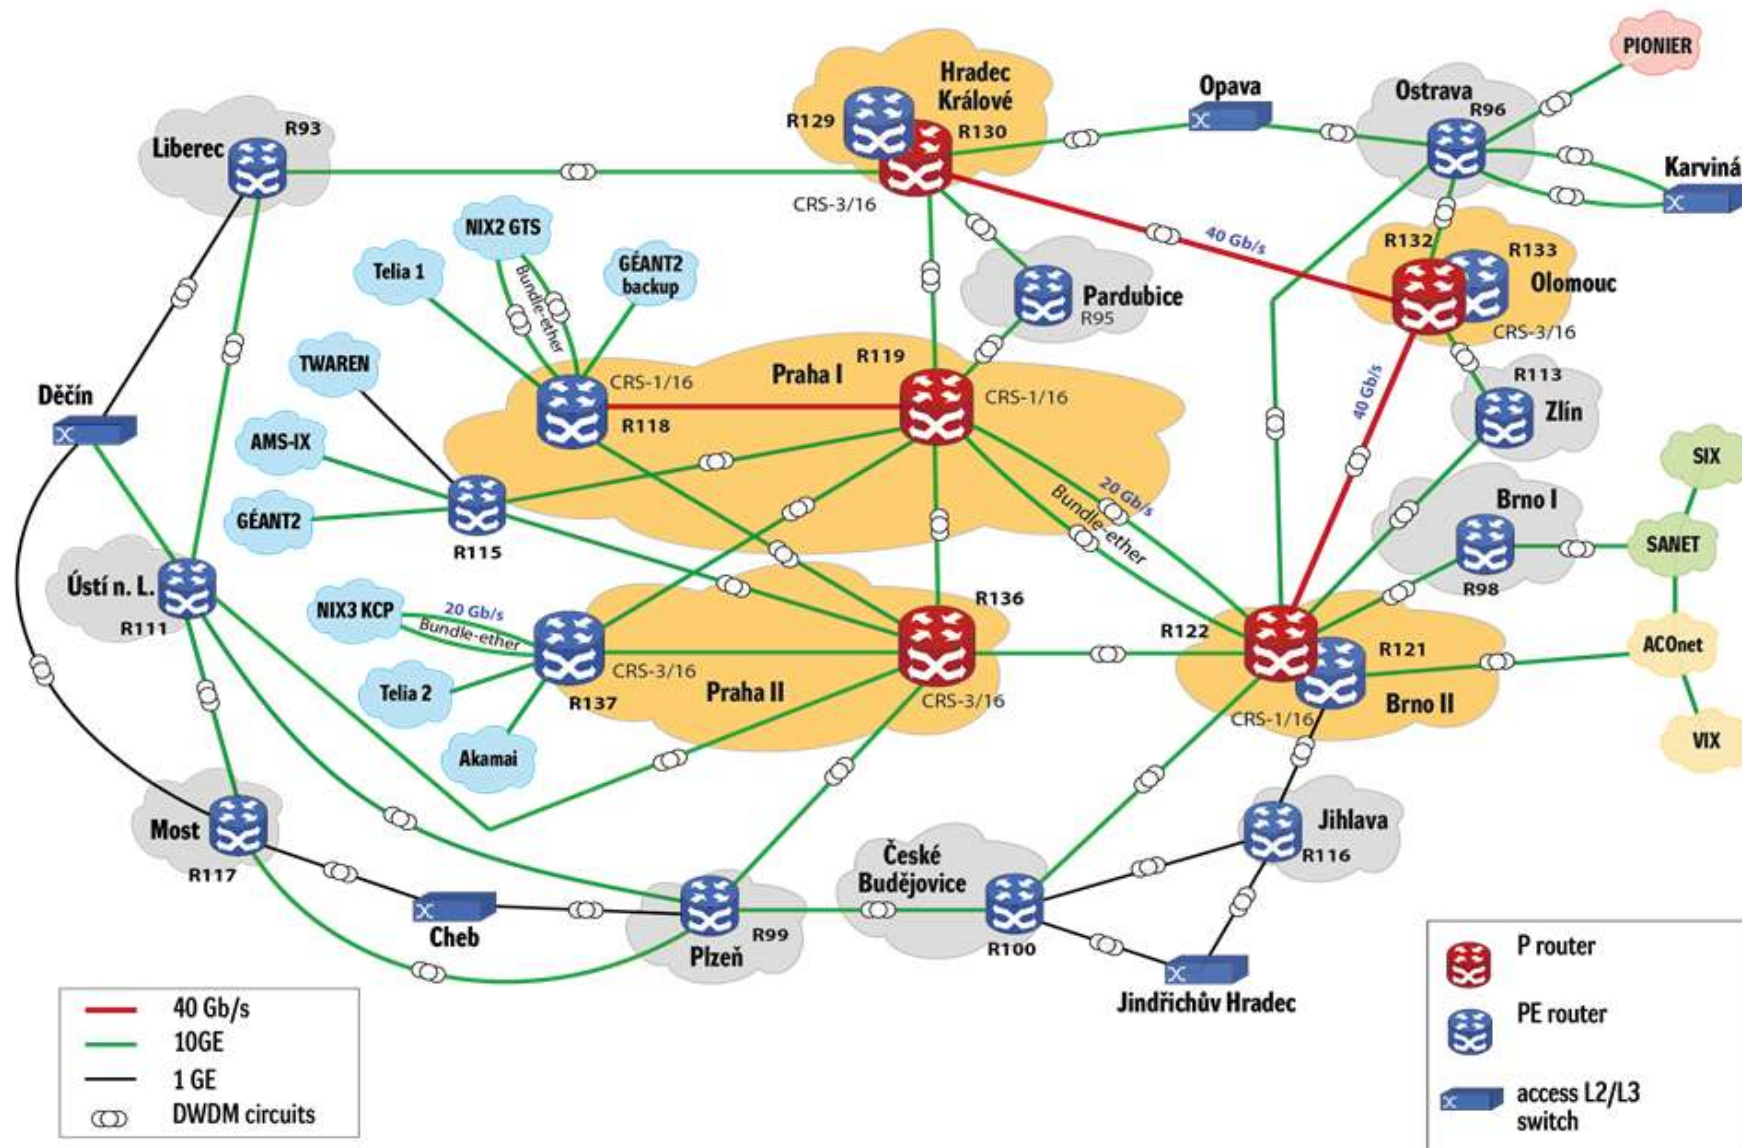 PIONIER
Hradec
Králové
R129
R130
CRS-3/16
Opava
Ostrava
R96
Karviná
Liberec
R93
NIX2 GTS
Telia 1
Bundle-ether
GÉANT2
backup
40 Gb/s
R132
R133
Olomouc
CRS-3/16
Pardubice
R95
TWAREN
CRS-1/16
R118
Praha I
R119
CRS-1/16
40 Gb/s
R113
Zlín
Děčín
AMS-IX
GÉANT2
R115
20 Gb/s
Bundle-ether
Brno I
R98
SIX
SANET
Ústí n. L.
R111
NIX3 KCP
20 Gb/s
Bundle-ether
Telia 2
Akamai
CRS-3/16
R137
Praha II
R136
CRS-3/16
R122
R121
CRS-1/16
Brno II
ACOnet
VIX
Most
R117
Cheb
R99
Plzeň
České
Budějovice
R100
Jihlava
R116
Jindřichův Hradec
40 Gb/s
10GE
1 GE
DWDM circuits
P router
PE router
access L2/L3
switch